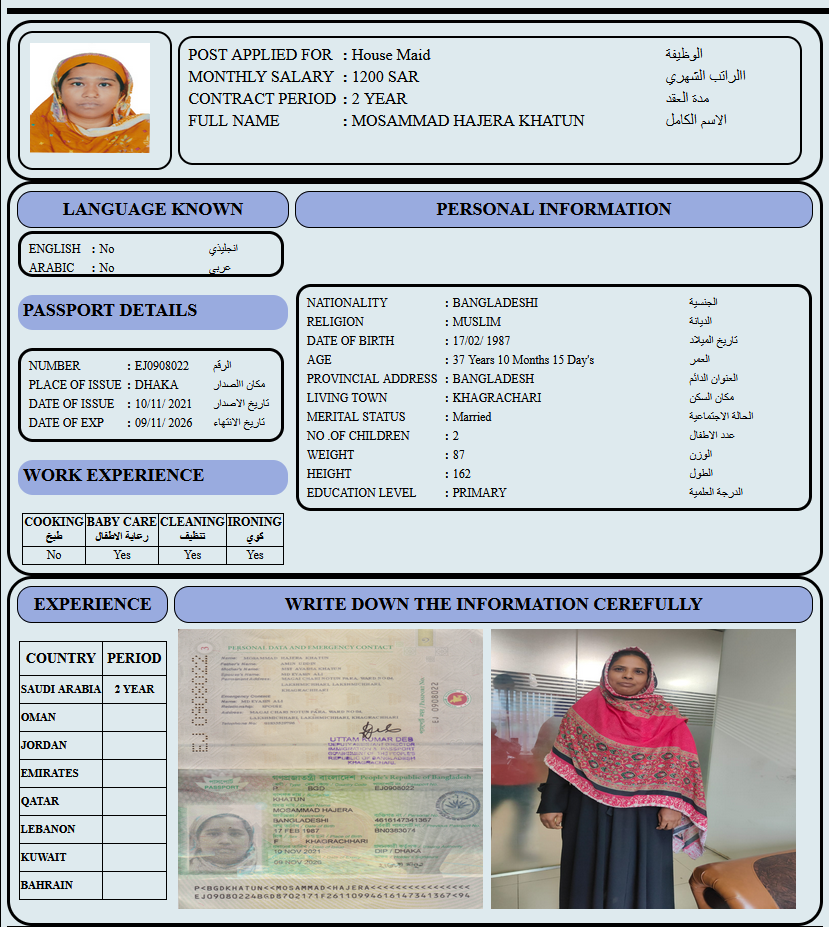 POST APPLIED FOR : House Maid الوظيفة
MONTHLY SALARY : 1200 SAR االراتب الشهري
CONTRACT PERIOD : 2 YEAR مدة العقد
FULL NAME : MOSAMMAD HAJERA KHATUN الاسم الكامل
LANGUAGE KNOWN
ENGLISH : No انجليذي
ARABIC : No عربي
PASSPORT DETAILS
NUMBER : EJ0908022 الرقم
PLACE OF ISSUE : DHAKA مكان االصدار
DATE OF ISSUE : 10/11/ 2021 تاريخ الاصدار
DATE OF EXP : 09/11/ 2026 تاريخ الانتهاء
WORK EXPERIENCE
COOKING BABY CARE CLEANING IRONING
طبخ رعاية الاطفال تنظيف كوي
No Yes Yes Yes
PERSONAL INFORMATION
NATIONALITY : BANGLADESHI الجنسية
RELIGION : MUSLIM الديانة
DATE OF BIRTH : 17/02/ 1987 تاريخ الميلاد
AGE : 37 Years 10 Months 15 Day's العمر
PROVINCIAL ADDRESS : BANGLADESH العنوان الدائم
LIVING TOWN : KHAGRACHARI مكان السكن
MERITAL STATUS : Married الحالة الاجتماعية
NO .OF CHILDREN : 2 عدد الاطفال
WEIGHT : 87 الوزن
HEIGHT : 162 الطول
EDUCATION LEVEL : PRIMARY الدرجة العلمية
EXPERIENCE
COUNTRY PERIOD
SAUDI ARABIA 2 YEAR
OMAN
JORDAN
EMIRATES
QATAR
LEBANON
KUWAIT
BAHRAIN
WRITE DOWN THE INFORMATION CEREFULLY
PERSONAL DATA AND EMERGENCY CONTACT
EJ 0908022
UTTAM KUMAR DEB
KHAGRACHARI
People's Republic of Bangladesh
PASSPORT
BGD EJ0908022
KHATUN
MOSAMMAD HAJERA
BANGLADESHI
17 FEB 1987
F KHAGRACHHARI
10 NOV 2021 DIP / DHAKA
09 NOV 2026
P<BGDKHATUN<<MOSAMMAD<HAJERA<<<<<<<<<<<<<<<<